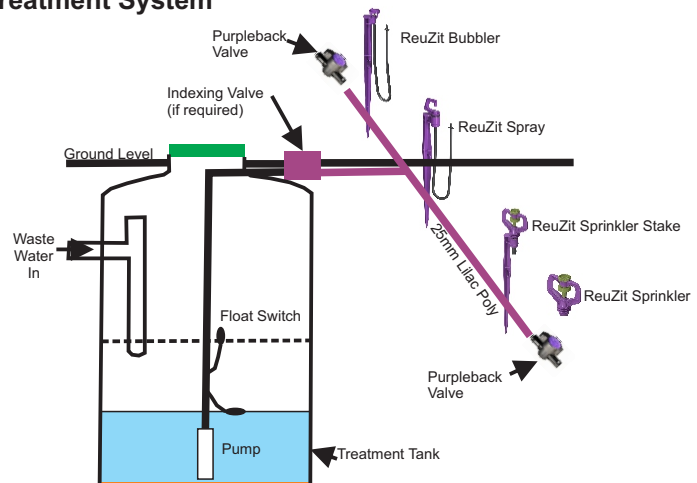 Treatment System
Purpleback
Valve
ReuZit Bubbler
Indexing Valve
(if required)
ReuZit Spray
Ground Level
Waste
Water
In
25mm Lilac Poly
ReuZit Sprinkler Stake
ReuZit Sprinkler
Float Switch
Purpleback
Valve
Pump
Treatment Tank